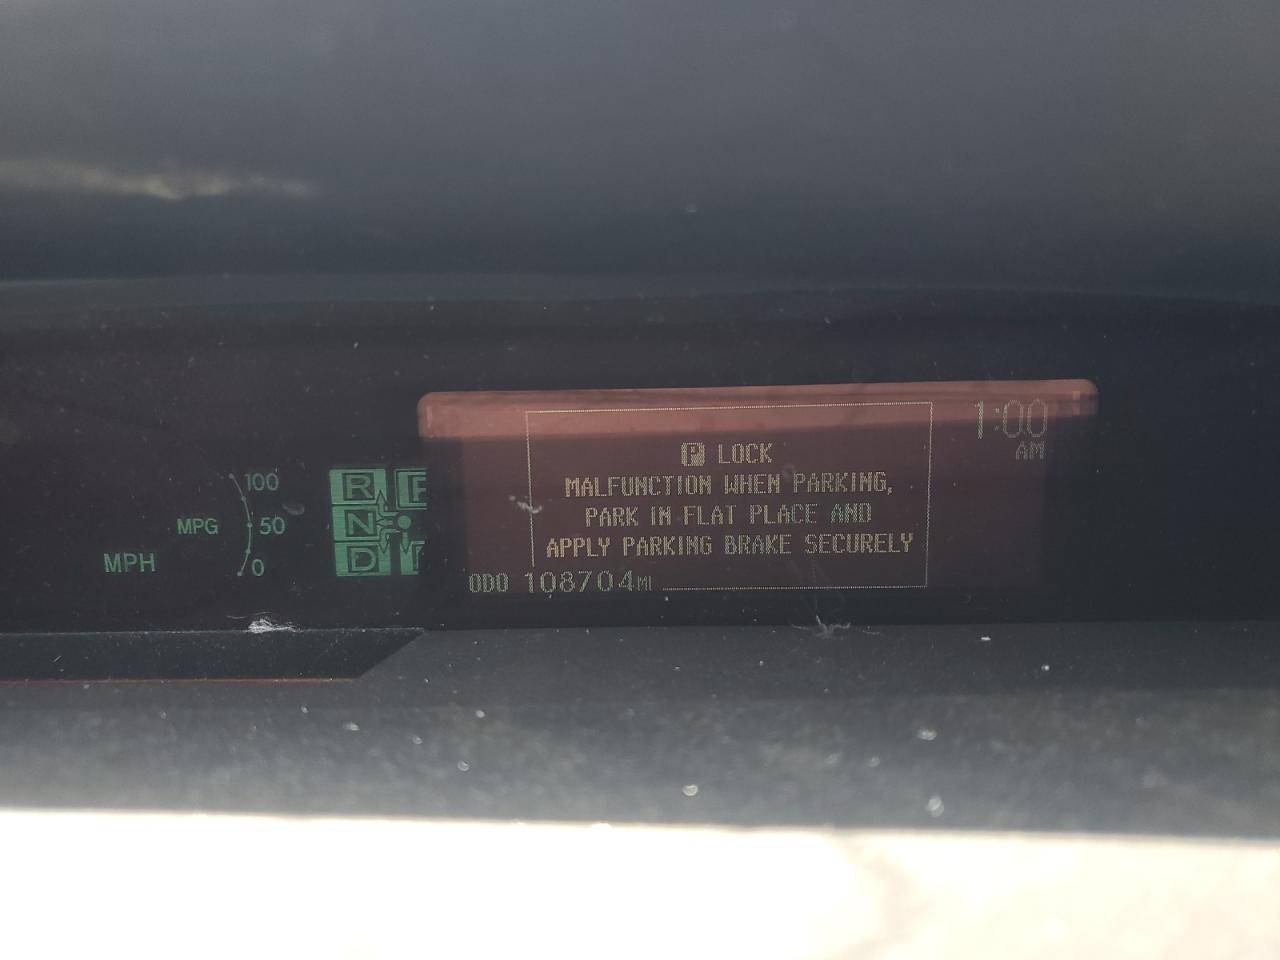 100
MPG 50
MPH 0
R P
N
D
1:00
AM
P LOCK
MALFUNCTION WHEN PARKING,
PARK IN FLAT PLACE AND
APPLY PARKING BRAKE SECURELY
ODO 108704MI